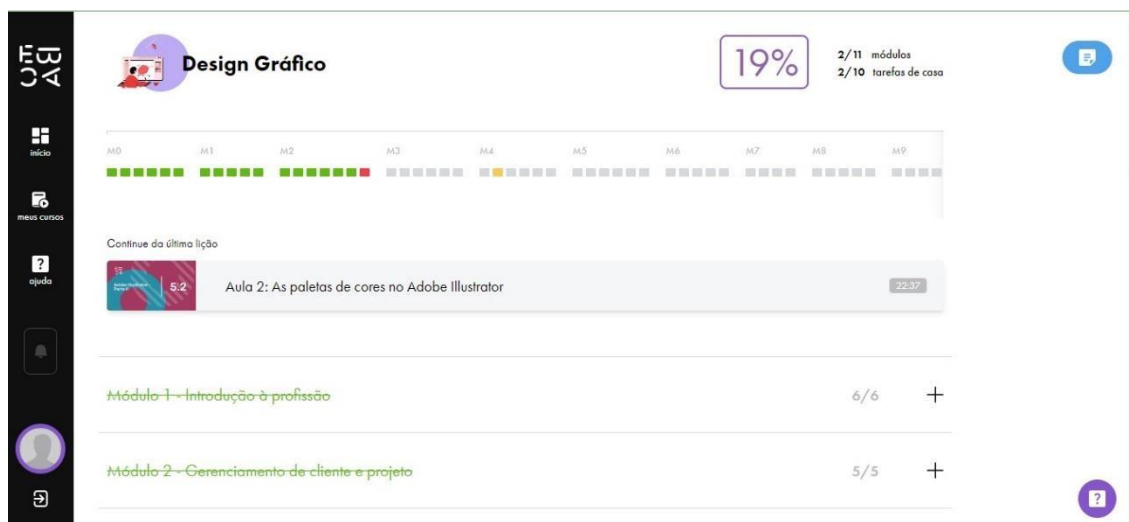 Design Gráfico
19%
2/11 módulos
2/10 tarefas de casa
início
meus cursos
ajuda
M0 M1 M2 M3 M4 M5 M6 M7 M8 M9
Continue da última lição
5.2
Aula 2: As paletas de cores no Adobe Illustrator
22:37
Módulo 1 - Introdução à profissão
6/6
Módulo 2 - Gerenciamento de cliente e projeto
5/5